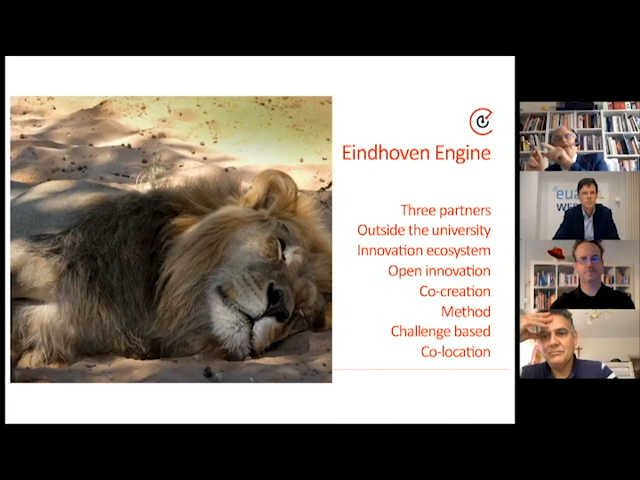 Eindhoven Engine
Three partners
Outside the university
Innovation ecosystem
Open innovation
Co-creation
Method
Challenge based
Co-location